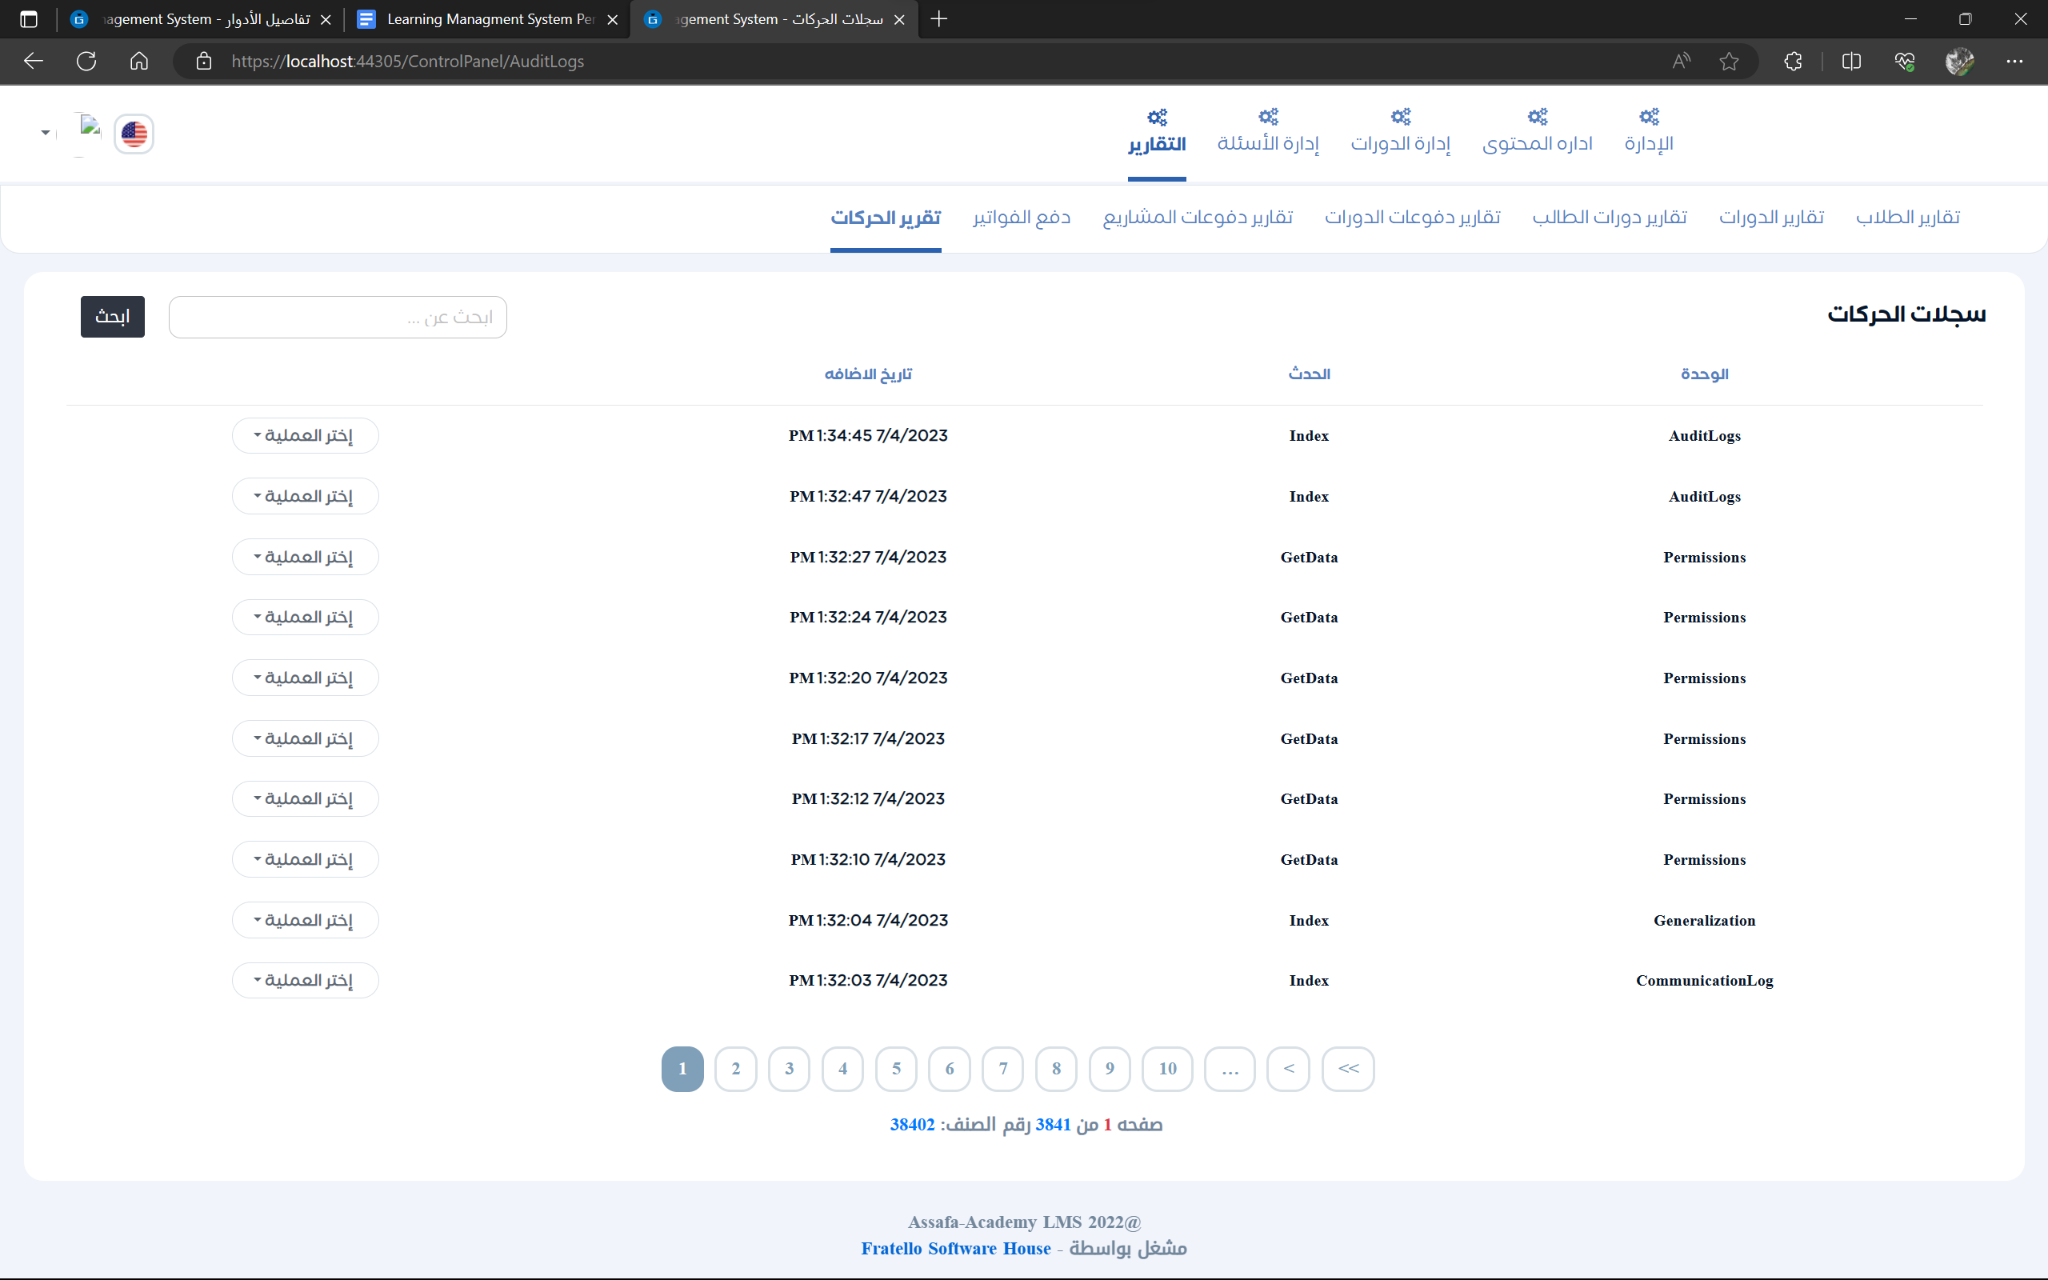 تفاصيل الأدوار - agement System
Learning Managment System Per
سجلات الحركات - gement System
https://localhost:44305/ControlPanel/AuditLogs
الإدارة
اداره المحتوى
إدارة الدورات
إدارة الأسئلة
التقارير
تقارير الطلاب
تقارير الدورات
تقارير دورات الطالب
تقارير دفوعات الدورات
تقارير دفوعات المشاريع
دفع الفواتير
تقرير الحركات
سجلات الحركات
ابحث عن ...
ابحث
الوحدة الحدث تاريخ الاضافه
AuditLogs Index PM 1:34:45 7/4/2023 إختر العملية
AuditLogs Index PM 1:32:47 7/4/2023 إختر العملية
Permissions GetData PM 1:32:27 7/4/2023 إختر العملية
Permissions GetData PM 1:32:24 7/4/2023 إختر العملية
Permissions GetData PM 1:32:20 7/4/2023 إختر العملية
Permissions GetData PM 1:32:17 7/4/2023 إختر العملية
Permissions GetData PM 1:32:12 7/4/2023 إختر العملية
Permissions GetData PM 1:32:10 7/4/2023 إختر العملية
Generalization Index PM 1:32:04 7/4/2023 إختر العملية
CommunicationLog Index PM 1:32:03 7/4/2023 إختر العملية
1 2 3 4 5 6 7 8 9 10 ... < <<
صفحه 1 من 3841 رقم الصنف: 38402
Assafa-Academy LMS 2022@
مشغل بواسطة - Fratello Software House